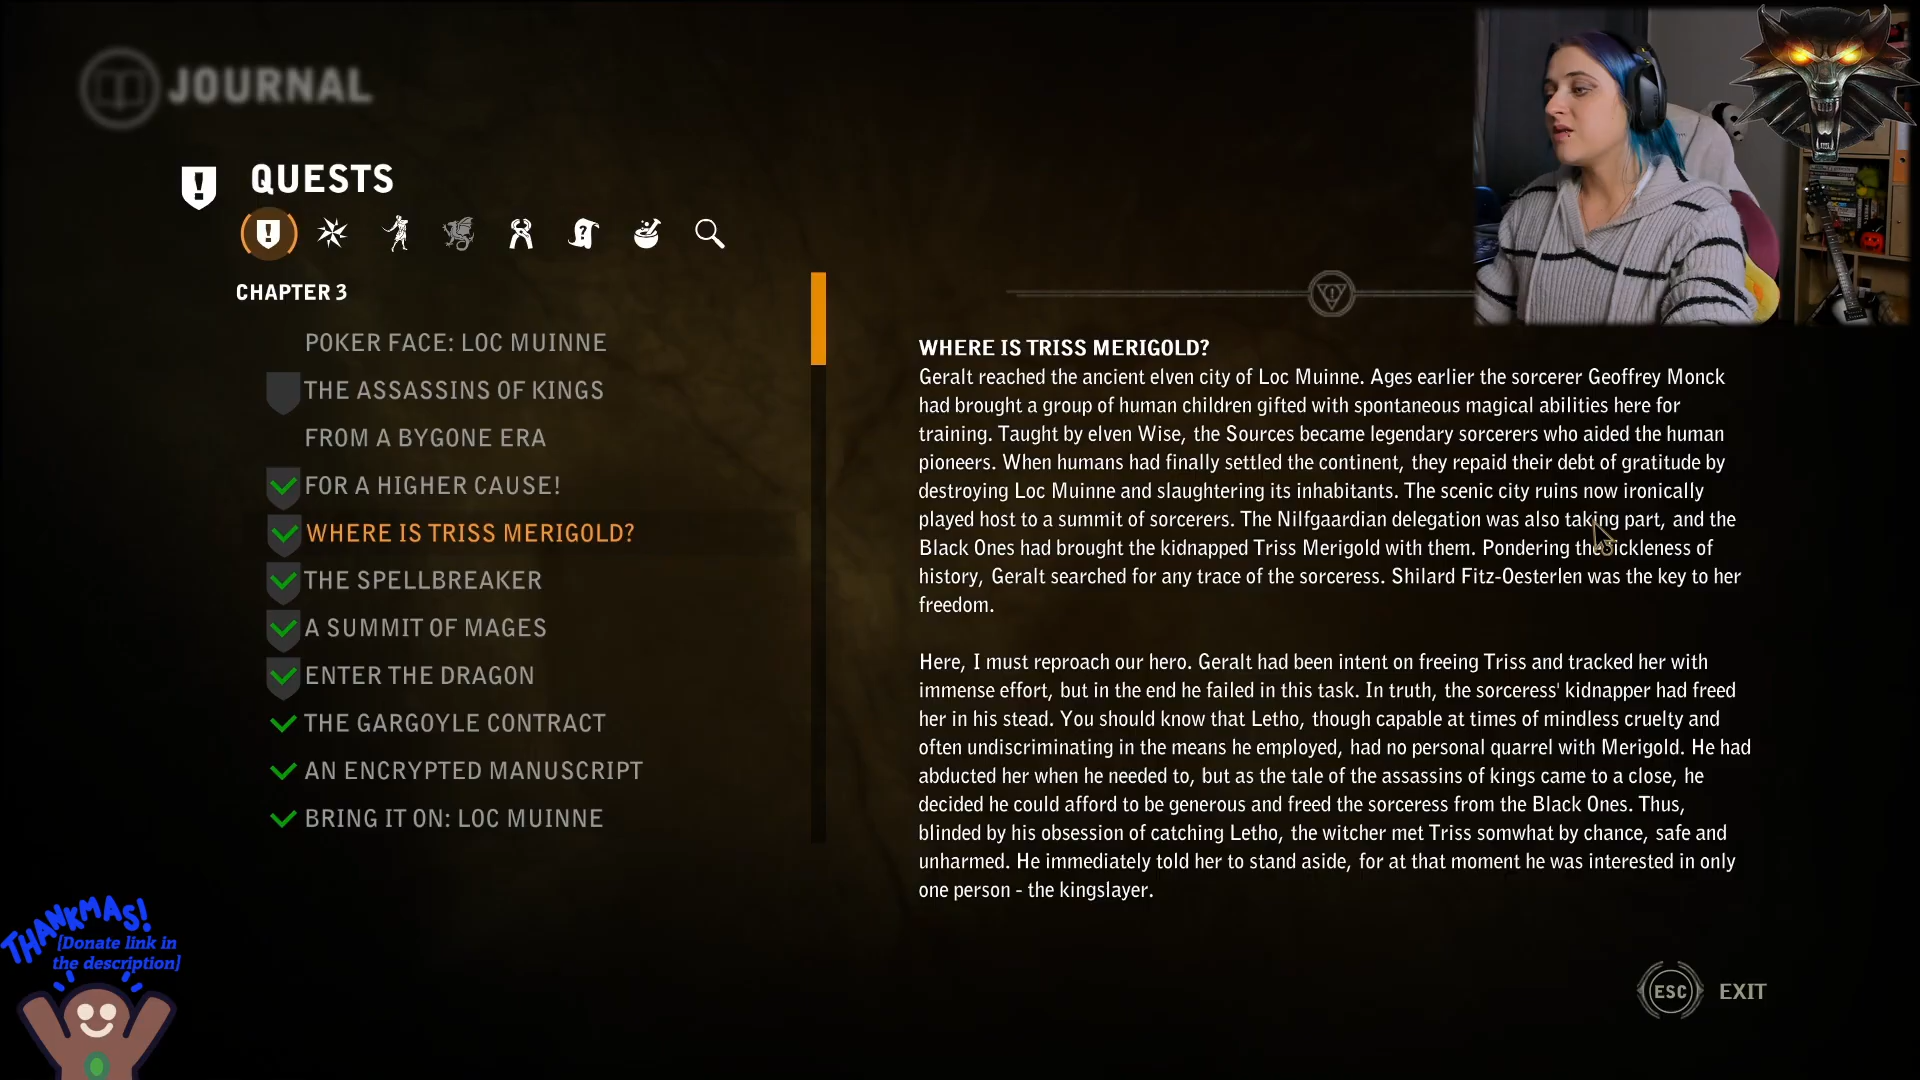 JOURNAL
QUESTS
CHAPTER 3
POKER FACE: LOC MUINNE
THE ASSASSINS OF KINGS
FROM A BYGONE ERA
FOR A HIGHER CAUSE!
WHERE IS TRISS MERIGOLD?
THE SPELLBREAKER
A SUMMIT OF MAGES
ENTER THE DRAGON
THE GARGOYLE CONTRACT
AN ENCRYPTED MANUSCRIPT
BRING IT ON: LOC MUINNE
WHERE IS TRISS MERIGOLD?
Geralt reached the ancient elven city of Loc Muinne. Ages earlier the sorcerer Geoffrey Monck
had brought a group of human children gifted with spontaneous magical abilities here for
training. Taught by elven Wise, the Sources became legendary sorcerers who aided the human
pioneers. When humans had finally settled the continent, they repaid their debt of gratitude by
destroying Loc Muinne and slaughtering its inhabitants. The scenic city ruins now ironically
played host to a summit of sorcerers. The Nilfgaardian delegation was also taking part, and the
Black Ones had brought the kidnapped Triss Merigold with them. Pondering the fickleness of
history, Geralt searched for any trace of the sorceress. Shilard Fitz-Oesterlen was the key to her
freedom.
Here, I must reproach our hero. Geralt had been intent on freeing Triss and tracked her with
immense effort, but in the end he failed in this task. In truth, the sorceress' kidnapper had freed
her in his stead. You should know that Letho, though capable at times of mindless cruelty and
often undiscriminating in the means he employed, had no personal quarrel with Merigold. He had
abducted her when he needed to, but as the tale of the assassins of kings came to a close, he
decided he could afford to be generous and freed the sorceress from the Black Ones. Thus,
blinded by his obsession of catching Letho, the witcher met Triss somwhat by chance, safe and
unharmed. He immediately told her to stand aside, for at that moment he was interested in only
one person - the kingslayer.
THANKMAS!
[Donate link in
the description]
ESC EXIT